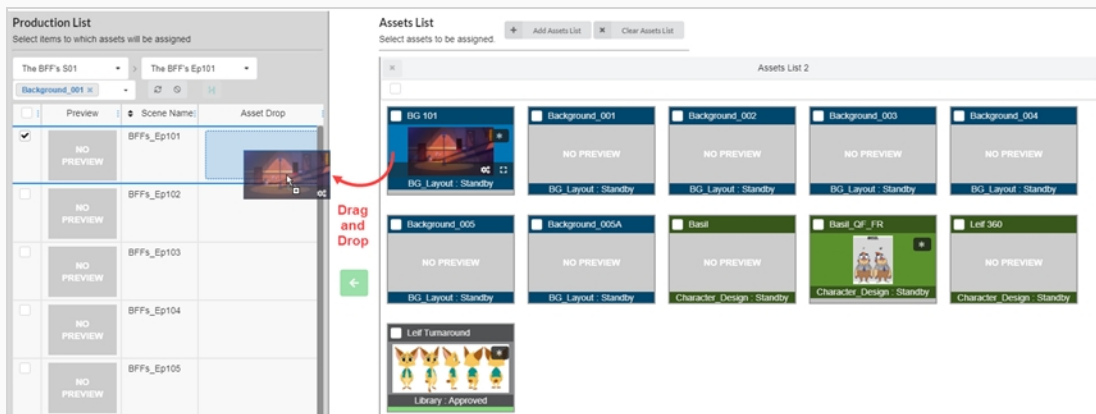 Production List
Select items to which assets will be assigned
The BFF's S01
>
The BFF's Ep101
Background_001 ×
Preview
Scene Name
Asset Drop
NO PREVIEW
BFFs_Ep101
NO PREVIEW
BFFs_Ep102
NO PREVIEW
BFFs_Ep103
NO PREVIEW
BFFs_Ep104
NO PREVIEW
BFFs_Ep105
Drag
and
Drop
Assets List
Select assets to be assigned.
+ Add Assets List
× Clear Assets List
Assets List 2
BG 101
BG_Layout : Standby
Background_001
NO PREVIEW
BG_Layout : Standby
Background_002
NO PREVIEW
BG_Layout : Standby
Background_003
NO PREVIEW
BG_Layout : Standby
Background_004
NO PREVIEW
BG_Layout : Standby
Background_005
NO PREVIEW
BG_Layout : Standby
Background_005A
NO PREVIEW
BG_Layout : Standby
Basil
NO PREVIEW
Character_Design : Standby
Basil_QF_FR
Character_Design : Standby
Leif 360
NO PREVIEW
Character_Design : Standby
Leif Turnaround
Library : Approved